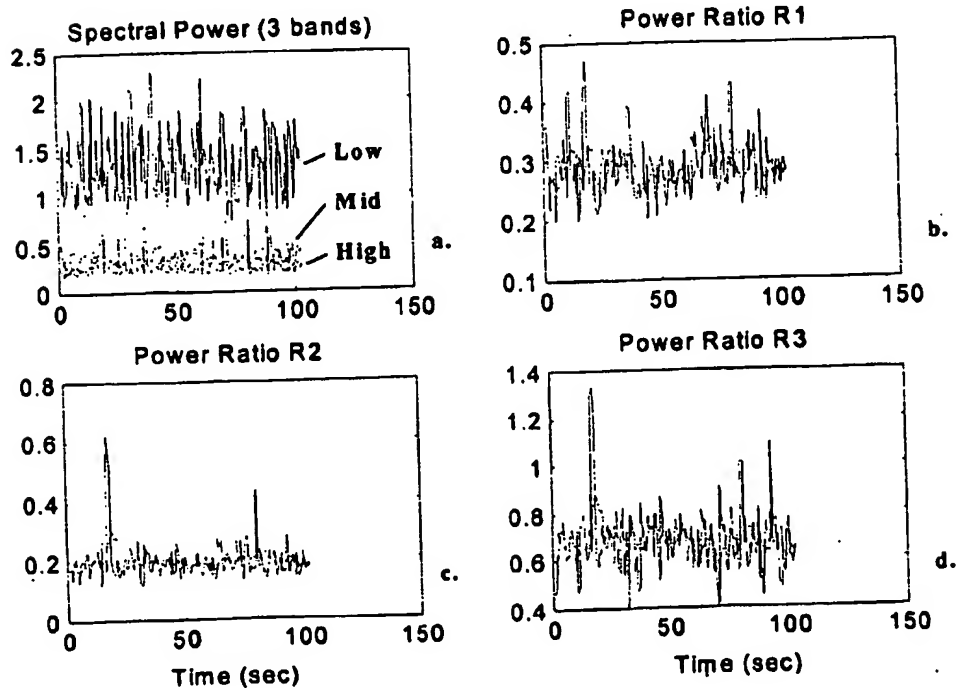 Spectral Power (3 bands)
2.5
2
1.5
1
0.5
0
Low
Mid
High
a.
0
50
100
150
Power Ratio R1
0.5
0.4
0.3
0.2
0.1
b.
0
50
100
150
Power Ratio R2
0.8
0.6
0.4
0.2
0
c.
0
50
100
150
Time (sec)
Power Ratio R3
1.4
1.2
1
0.8
0.6
0.4
d.
0
50
100
150
Time (sec)